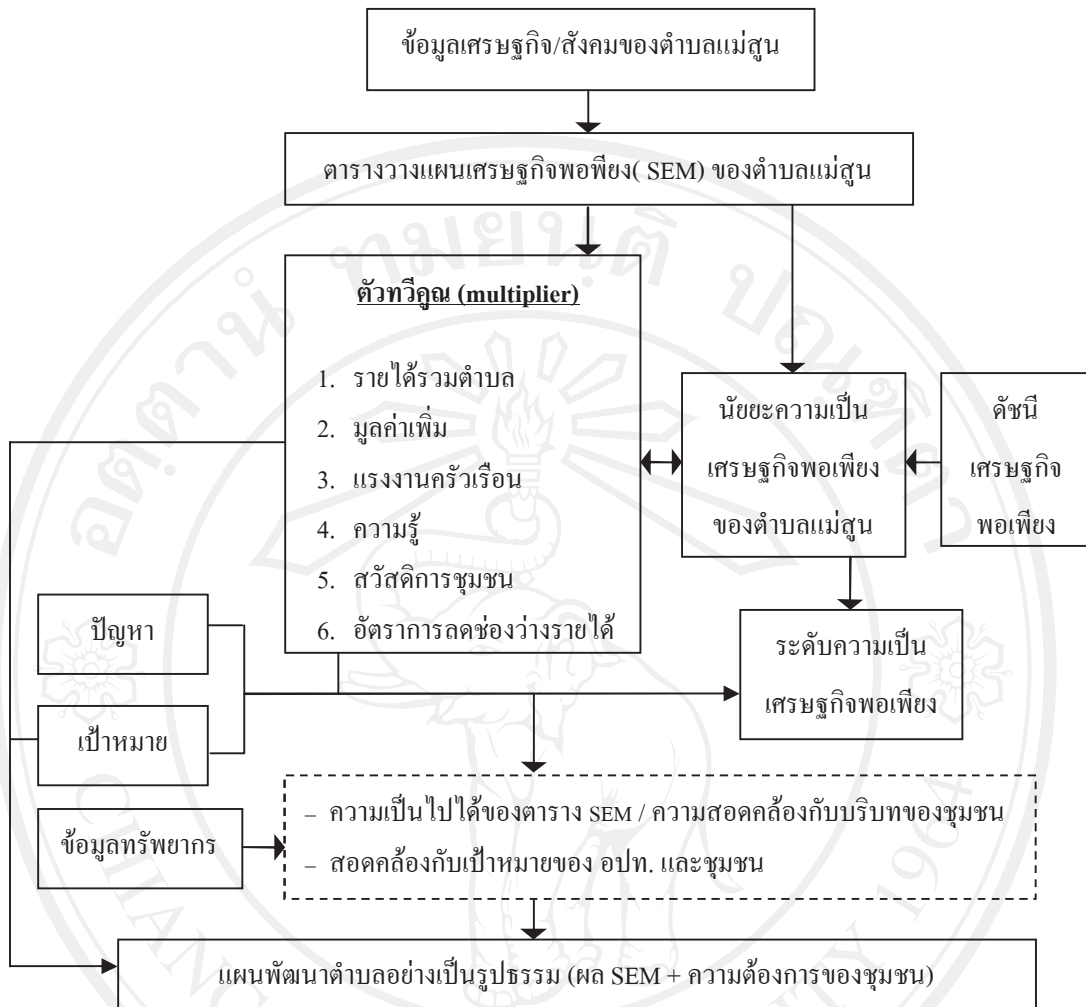 ข้อมูลเศรษฐกิจ/สังคมของตำบลแม่สูน
ตารางวางแผนเศรษฐกิจพอพียง( SEM) ของตำบลแม่สูน
ตัวทวีคูณ (multiplier)
1. รายได้รวมตำบล
2. มูลค่าเพิ่ม
3. แรงงานครัวเรือน
4. ความรู้
5. สวัสดิการชุมชน
6. อัตราการลดช่องว่างรายได้
นัยยะความเป็น
เศรษฐกิจพอเพียง
ของตำบลแม่สูน
ดัชนี
เศรษฐกิจ
พอเพียง
ปัญหา
เป้าหมาย
ระดับความเป็น
เศรษฐกิจพอเพียง
ข้อมูลทรัพยากร
– ความเป็นไปได้ของตาราง SEM / ความสอดคล้องกับบริบทของชุมชน
– สอดคล้องกับเป้าหมายของ อปท. และชุมชน
แผนพัฒนาตำบลอย่างเป็นรูปธรรม (ผล SEM + ความต้องการของชุมชน)
อตฺตานํ ทมยนฺติ ปณฺฑิตา
CHIANG
1964